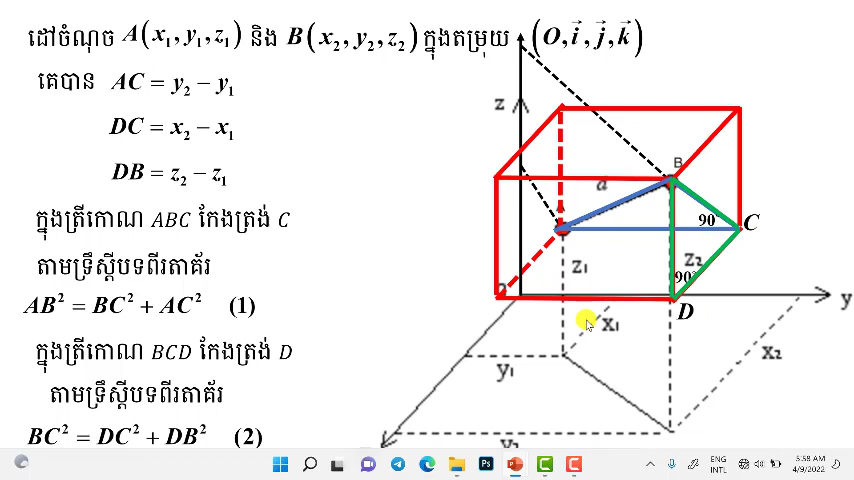 ដៅចំណុច A(x₁, y₁, z₁) និង B(x₂, y₂, z₂) ក្នុងតម្រុយ (O, i⃗, j⃗, k⃗)
គេបាន AC = y₂ − y₁
DC = x₂ − x₁
DB = z₂ − z₁
ក្នុងត្រីកោណ ABC កែងត្រង់ C
តាមទ្រឹស្តីបទពីរតាគ័រ
AB² = BC² + AC² (1)
ក្នុងត្រីកោណ BCD កែងត្រង់ D
តាមទ្រឹស្តីបទពីរតាគ័រ
BC² = DC² + DB² (2)
z
B
d
90°
C
z₁
z₂
90°
y
D
x₁
x₂
y₁
y₂
ENG
INTL
5:58 AM
4/9/2022